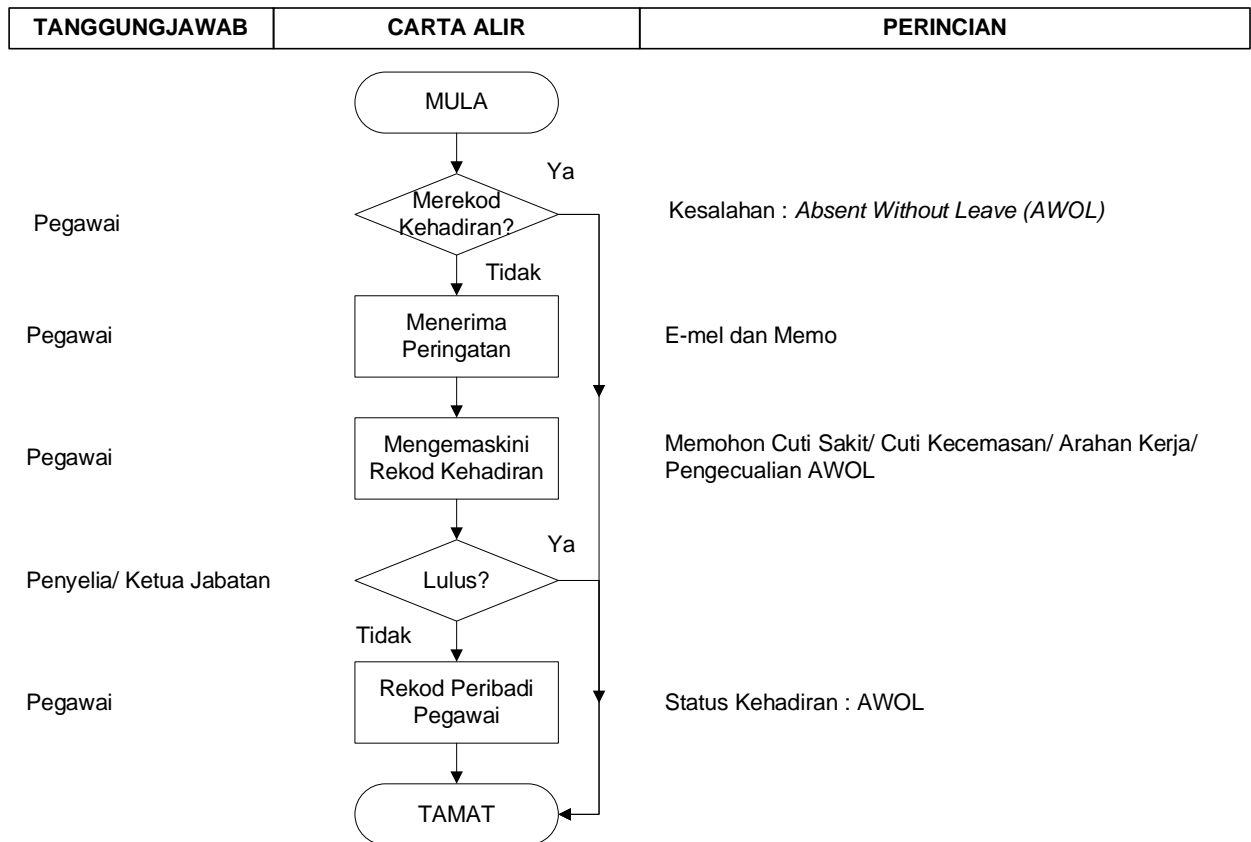 TANGGUNGJAWAB CARTA ALIR PERINCIAN
MULA
Ya
Pegawai
Merekod
Kehadiran?
Kesalahan : Absent Without Leave (AWOL)
Tidak
Pegawai
Menerima
Peringatan
E-mel dan Memo
Pegawai
Mengemaskini
Rekod Kehadiran
Memohon Cuti Sakit/ Cuti Kecemasan/ Arahan Kerja/
Pengecualian AWOL
Ya
Penyelia/ Ketua Jabatan
Lulus?
Tidak
Pegawai
Rekod Peribadi
Pegawai
Status Kehadiran : AWOL
TAMAT